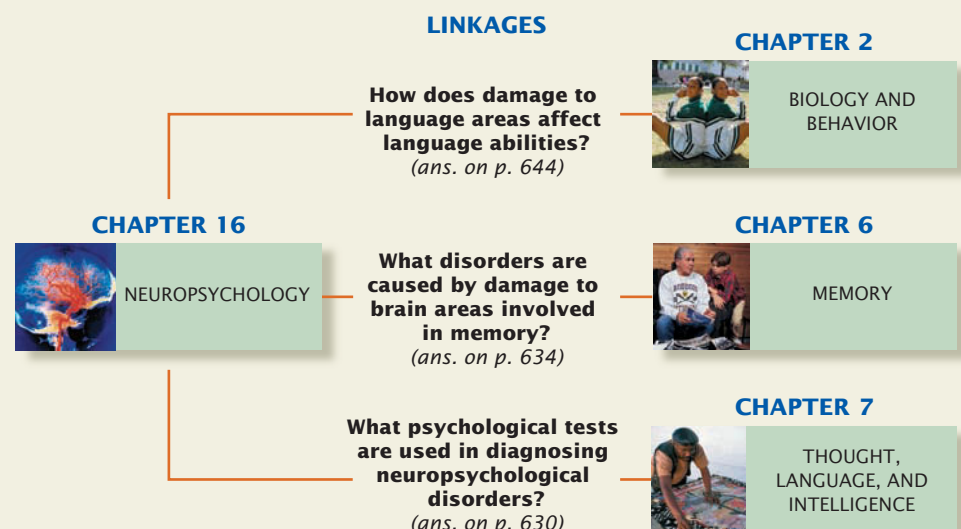 LINKAGES
CHAPTER 2
How does damage to
language areas affect
language abilities?
(ans. on p. 644)
BIOLOGY AND
BEHAVIOR
CHAPTER 16
NEUROPSYCHOLOGY
CHAPTER 6
What disorders are
caused by damage to
brain areas involved
in memory?
(ans. on p. 634)
MEMORY
CHAPTER 7
What psychological tests
are used in diagnosing
neuropsychological
disorders?
(ans. on p. 630)
THOUGHT,
LANGUAGE, AND
INTELLIGENCE